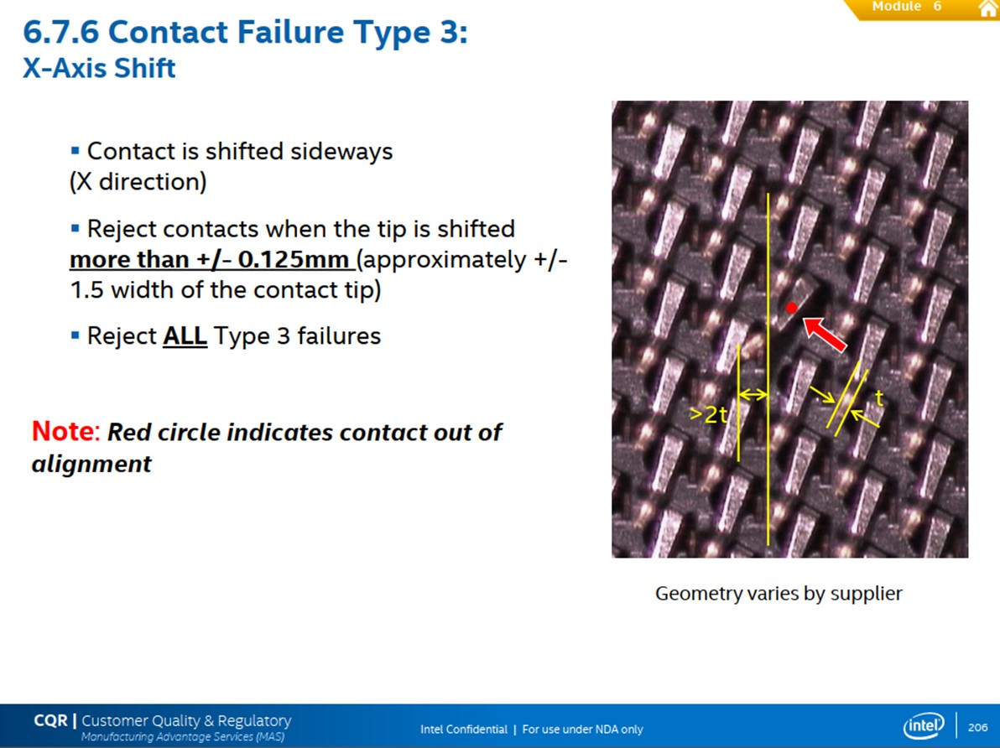 Module 6
6.7.6 Contact Failure Type 3:
X-Axis Shift
▪ Contact is shifted sideways
(X direction)
▪ Reject contacts when the tip is shifted
more than +/- 0.125mm (approximately +/-
1.5 width of the contact tip)
▪ Reject ALL Type 3 failures
Note: Red circle indicates contact out of
alignment
>2t
t
Geometry varies by supplier
CQR | Customer Quality & Regulatory
Manufacturing Advantage Services (MAS)
Intel Confidential | For use under NDA only
intel
206